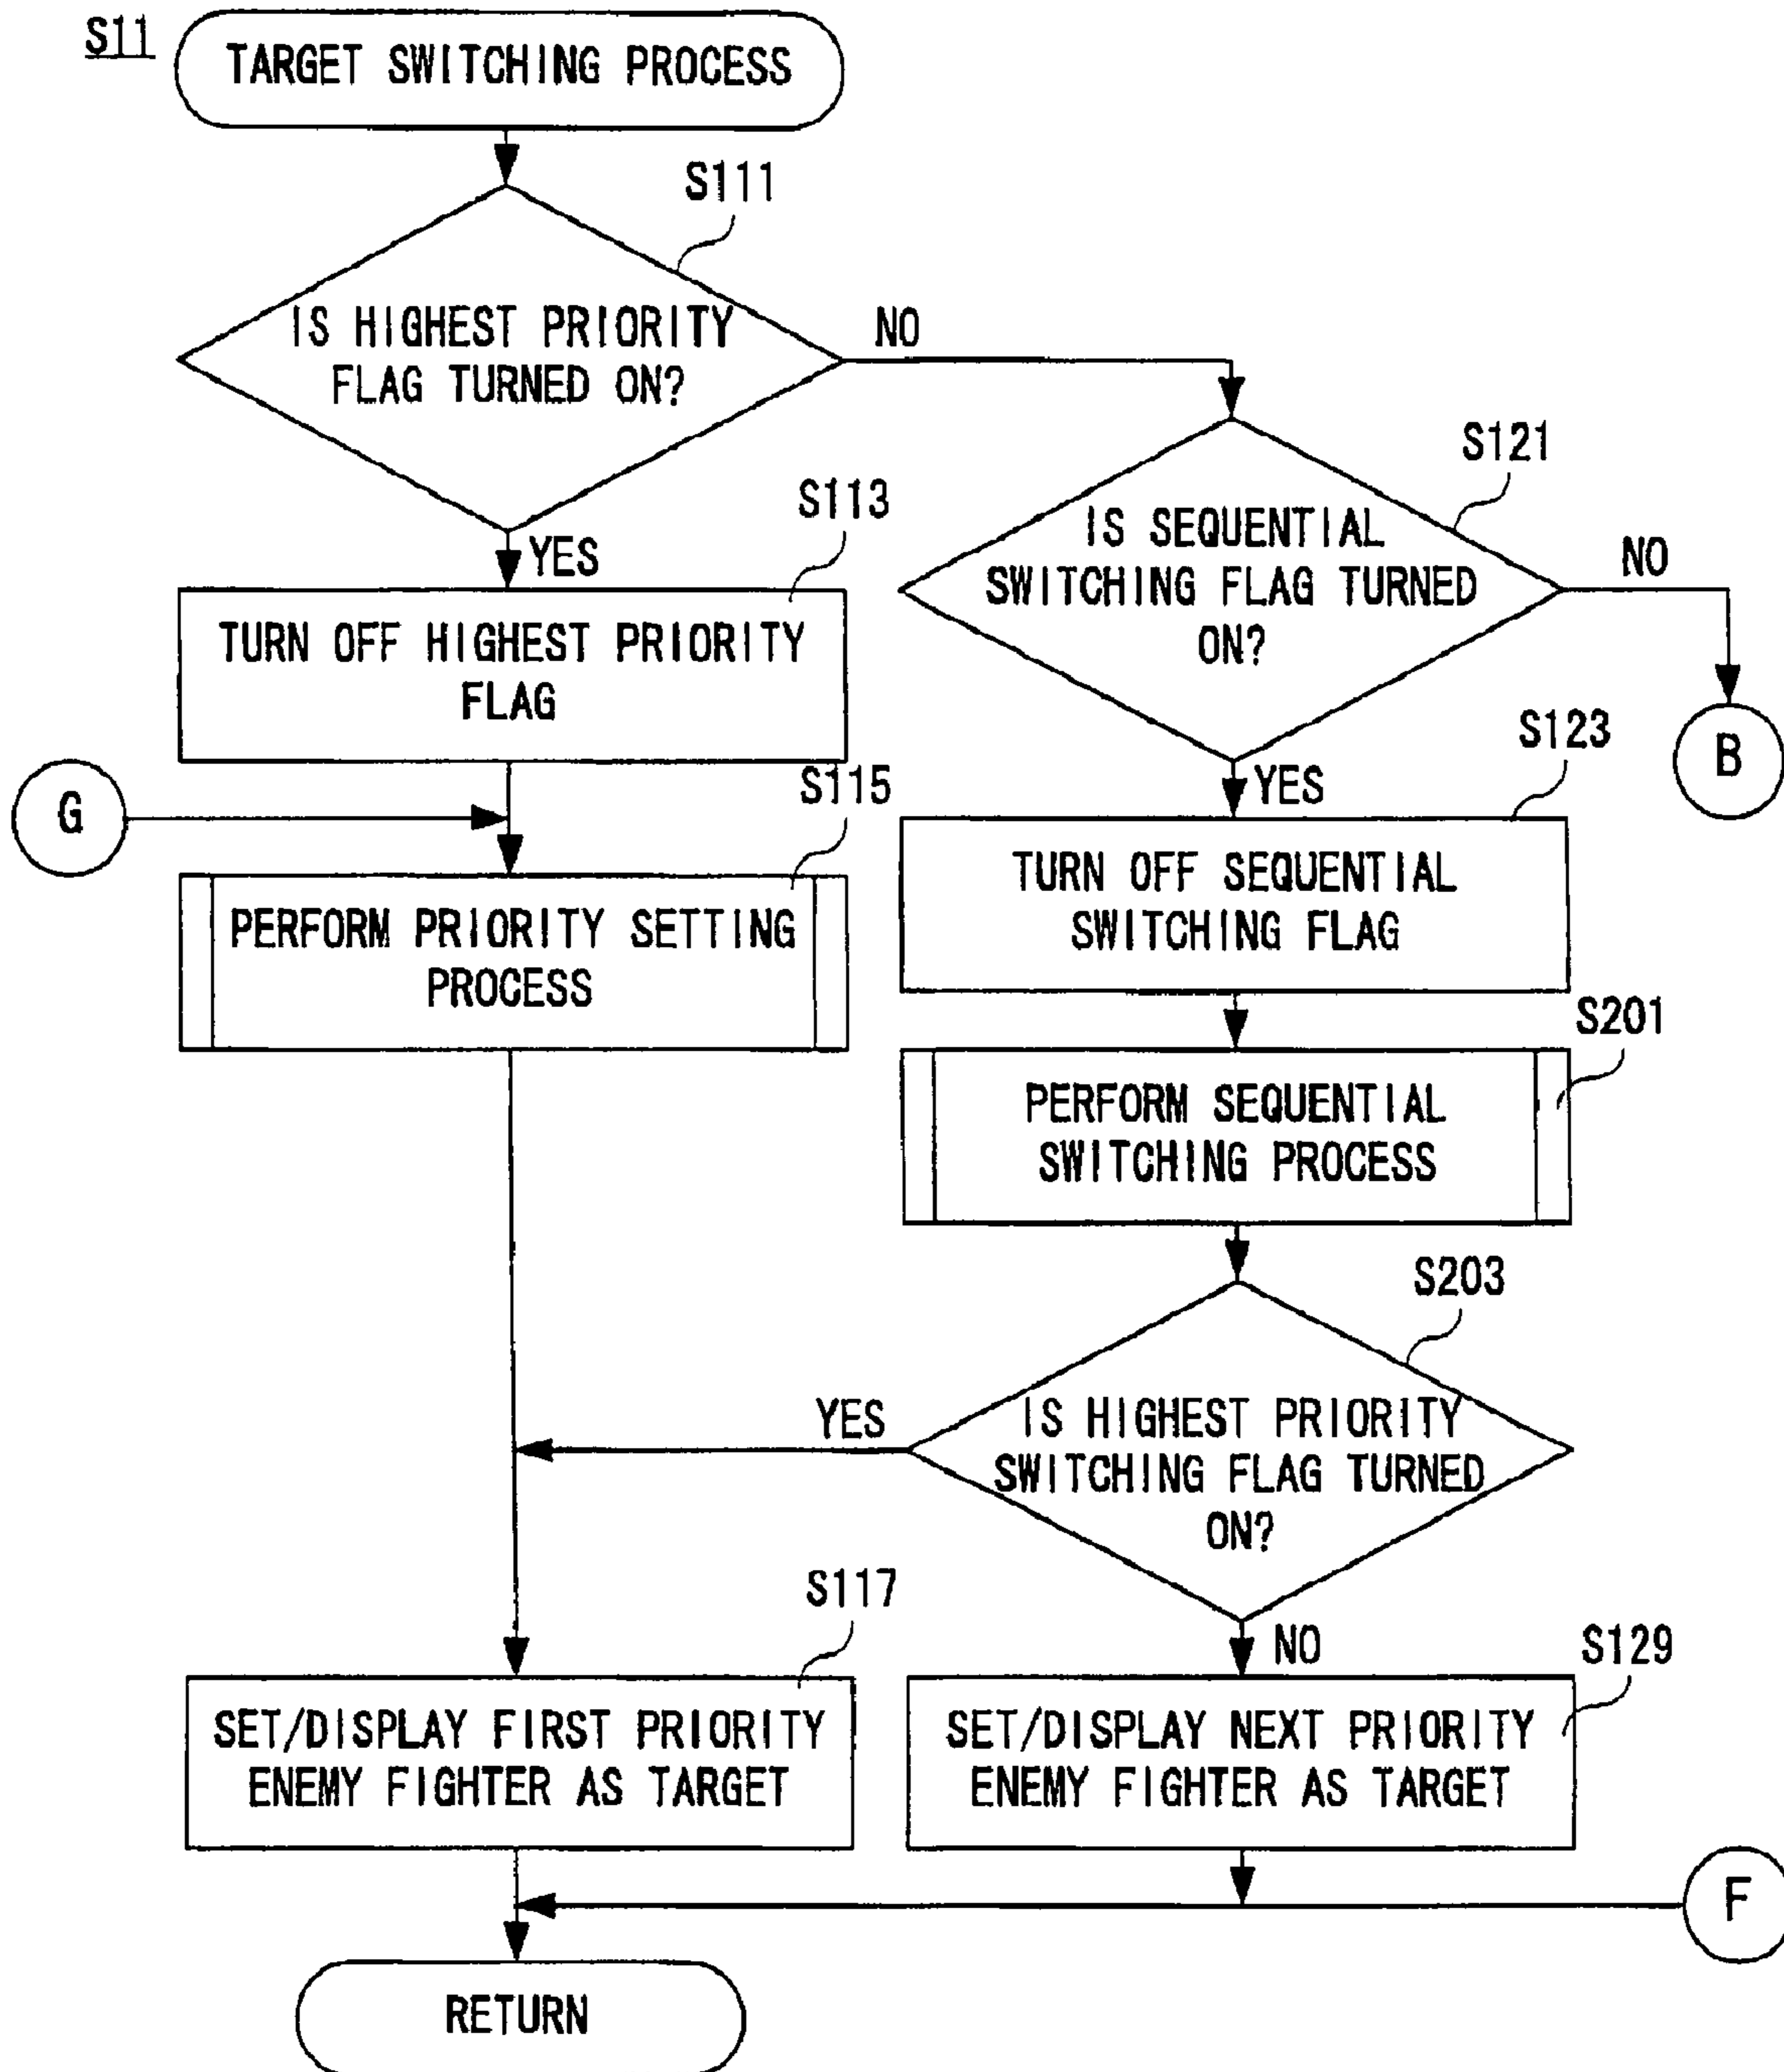 S11
TARGET SWITCHING PROCESS
S111
IS HIGHEST PRIORITY
FLAG TURNED ON?
NO
YES
S113
TURN OFF HIGHEST PRIORITY
FLAG
G
S115
PERFORM PRIORITY SETTING
PROCESS
S121
IS SEQUENTIAL
SWITCHING FLAG TURNED
ON?
NO
B
YES
S123
TURN OFF SEQUENTIAL
SWITCHING FLAG
S201
PERFORM SEQUENTIAL
SWITCHING PROCESS
S203
IS HIGHEST PRIORITY
SWITCHING FLAG TURNED
ON?
YES
NO
S117
SET/DISPLAY FIRST PRIORITY
ENEMY FIGHTER AS TARGET
S129
SET/DISPLAY NEXT PRIORITY
ENEMY FIGHTER AS TARGET
F
RETURN